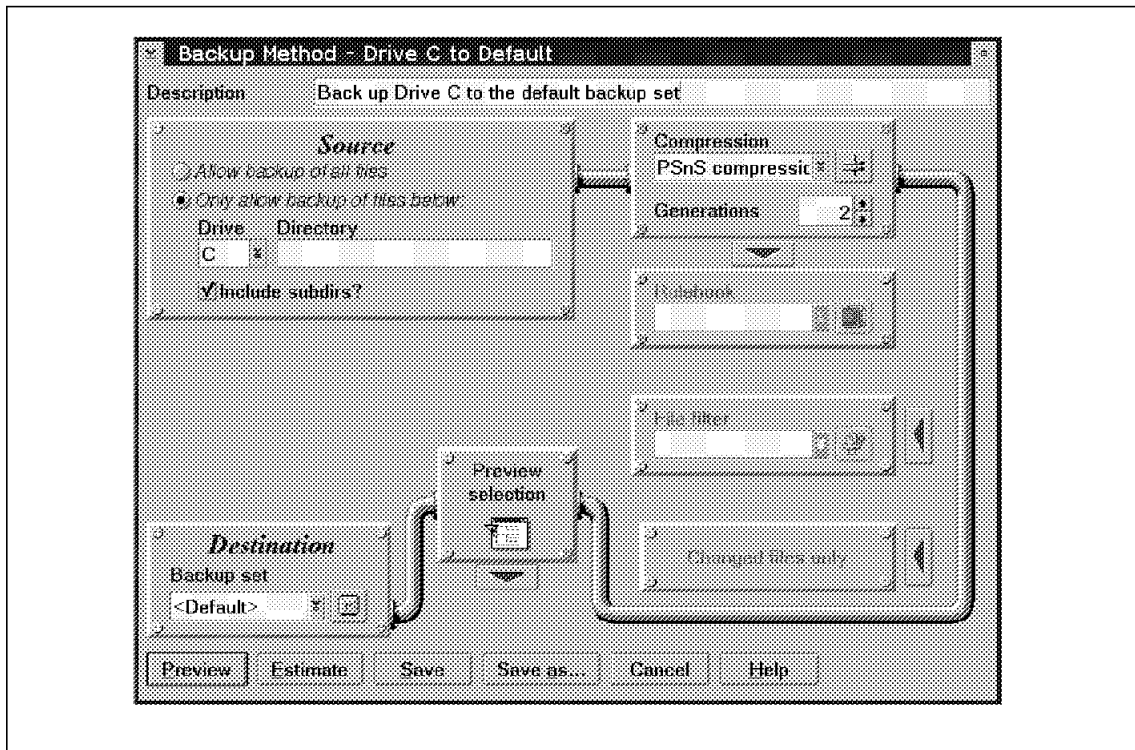 Backup Method - Drive C to Default
Description Back up Drive C to the default backup set
Source
Allow backup of all files
Only allow backup of files below
Drive Directory
C
Include subdirs?
Compression
PSnS compressic
Generations 2
Rulebook
File filter
Changed files only
Preview
selection
Destination
Backup set
<Default>
Preview Estimate Save Save as... Cancel Help